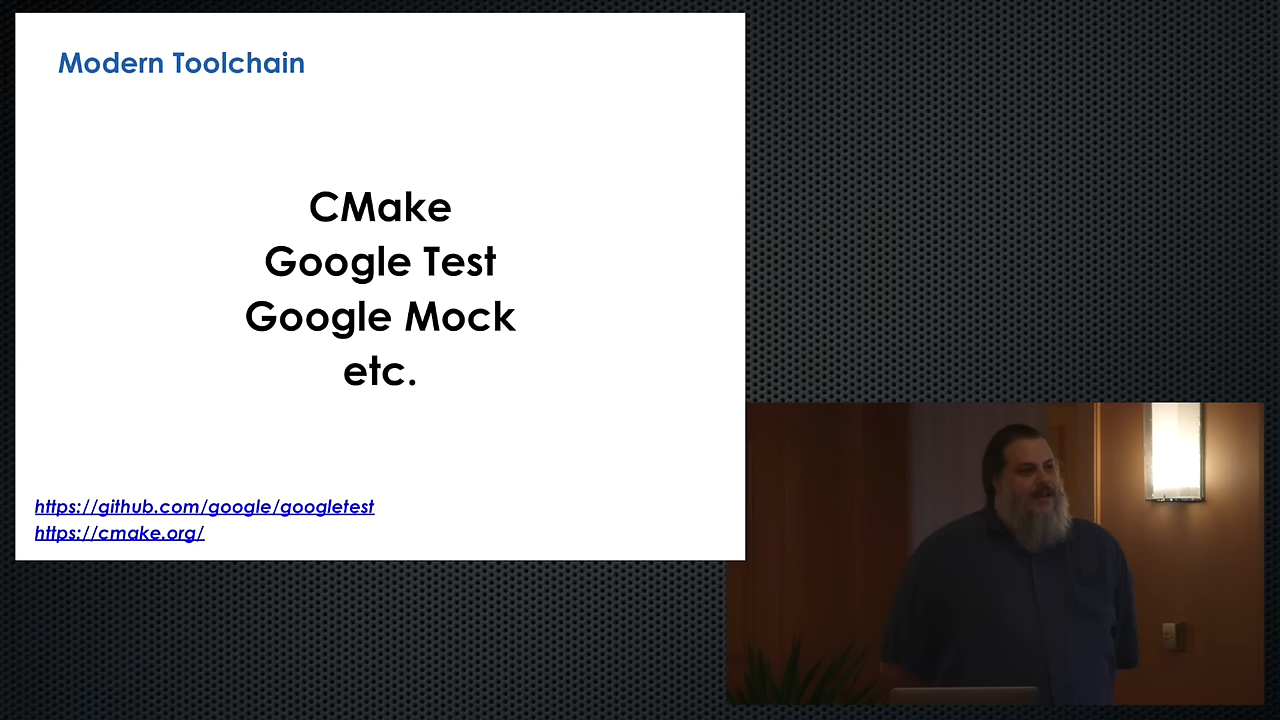 Modern Toolchain
CMake
Google Test
Google Mock
etc.
https://github.com/google/googletest
https://cmake.org/